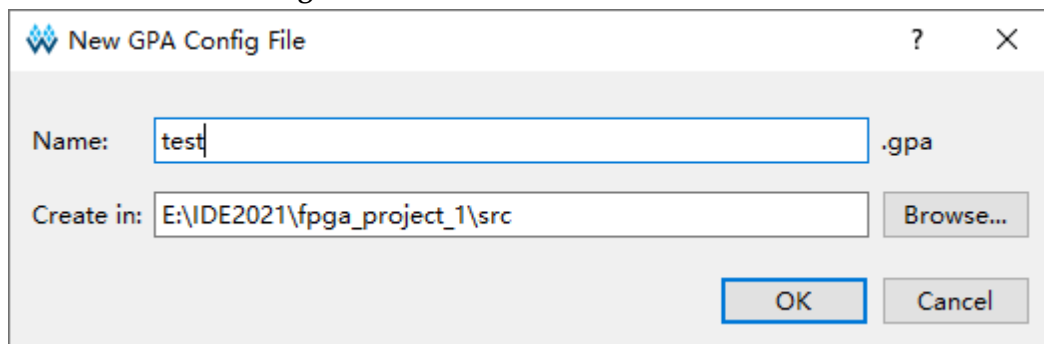 New GPA Config File
Name: test .gpa
Create in: E:\IDE2021\fpga_project_1\src Browse...
OK Cancel